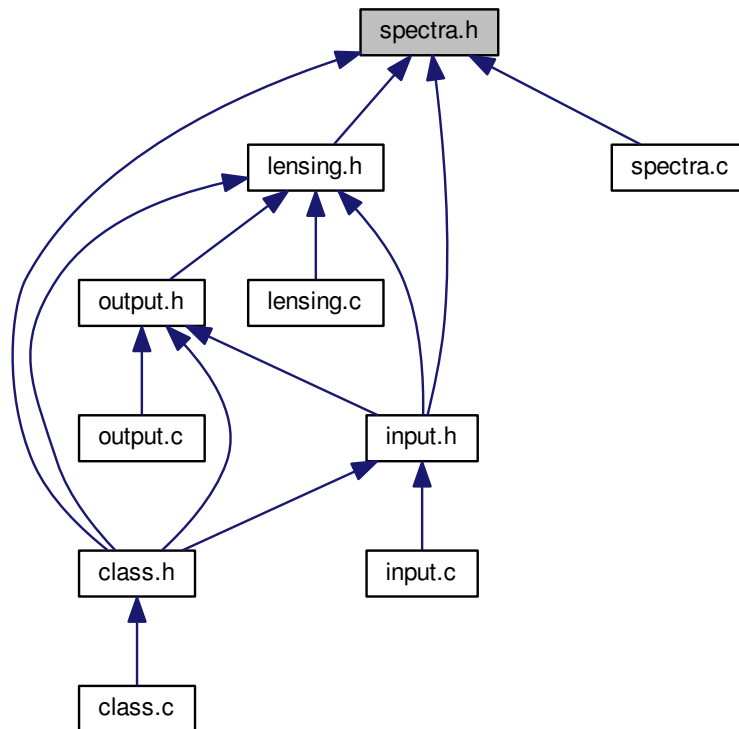 spectra.h
lensing.h
spectra.c
output.h
lensing.c
output.c
input.h
class.h
input.c
class.c